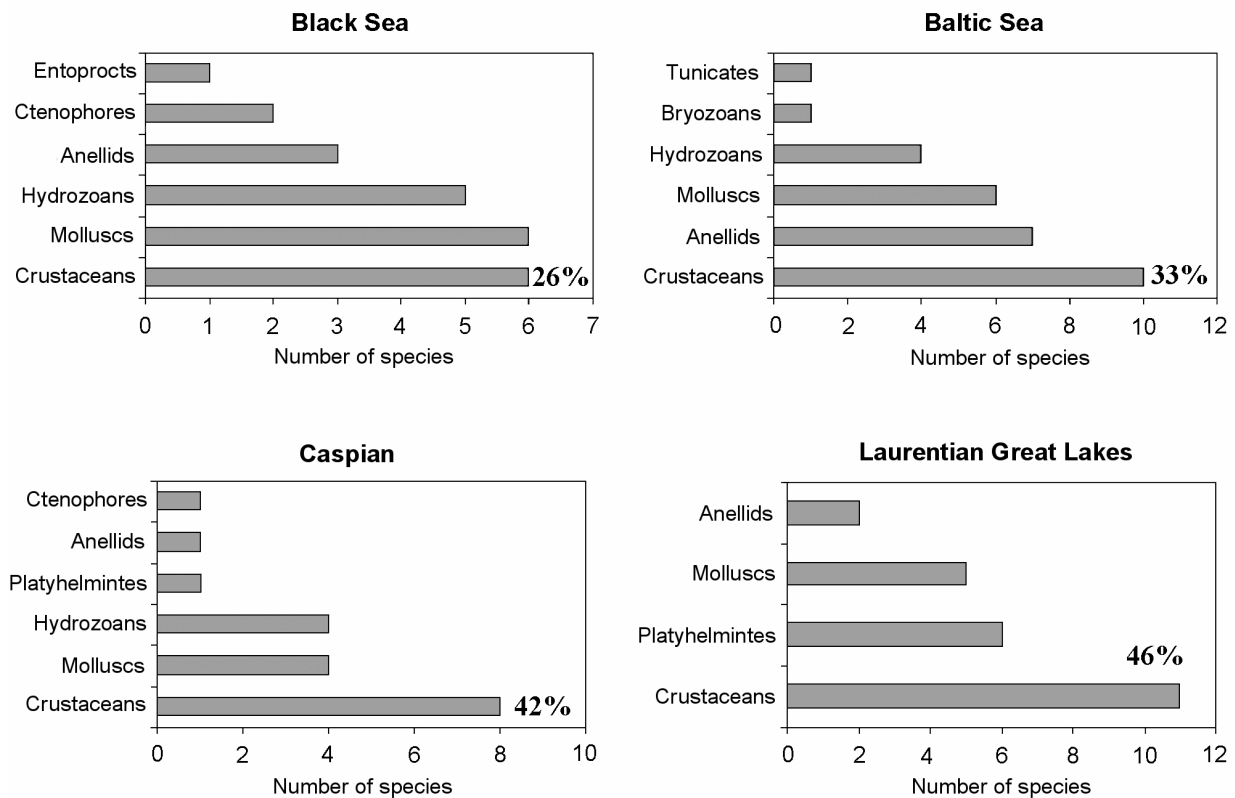 Black Sea
Entoprocts
Ctenophores
Anellids
Hydrozoans
Molluscs
Crustaceans
26%
0 1 2 3 4 5 6 7
Number of species
Baltic Sea
Tunicates
Bryozoans
Hydrozoans
Molluscs
Anellids
Crustaceans
33%
0 2 4 6 8 10 12
Number of species
Caspian
Ctenophores
Anellids
Platyhelmintes
Hydrozoans
Molluscs
Crustaceans
42%
0 2 4 6 8 10
Number of species
Laurentian Great Lakes
Anellids
Molluscs
Platyhelmintes
46%
Crustaceans
0 2 4 6 8 10 12
Number of species